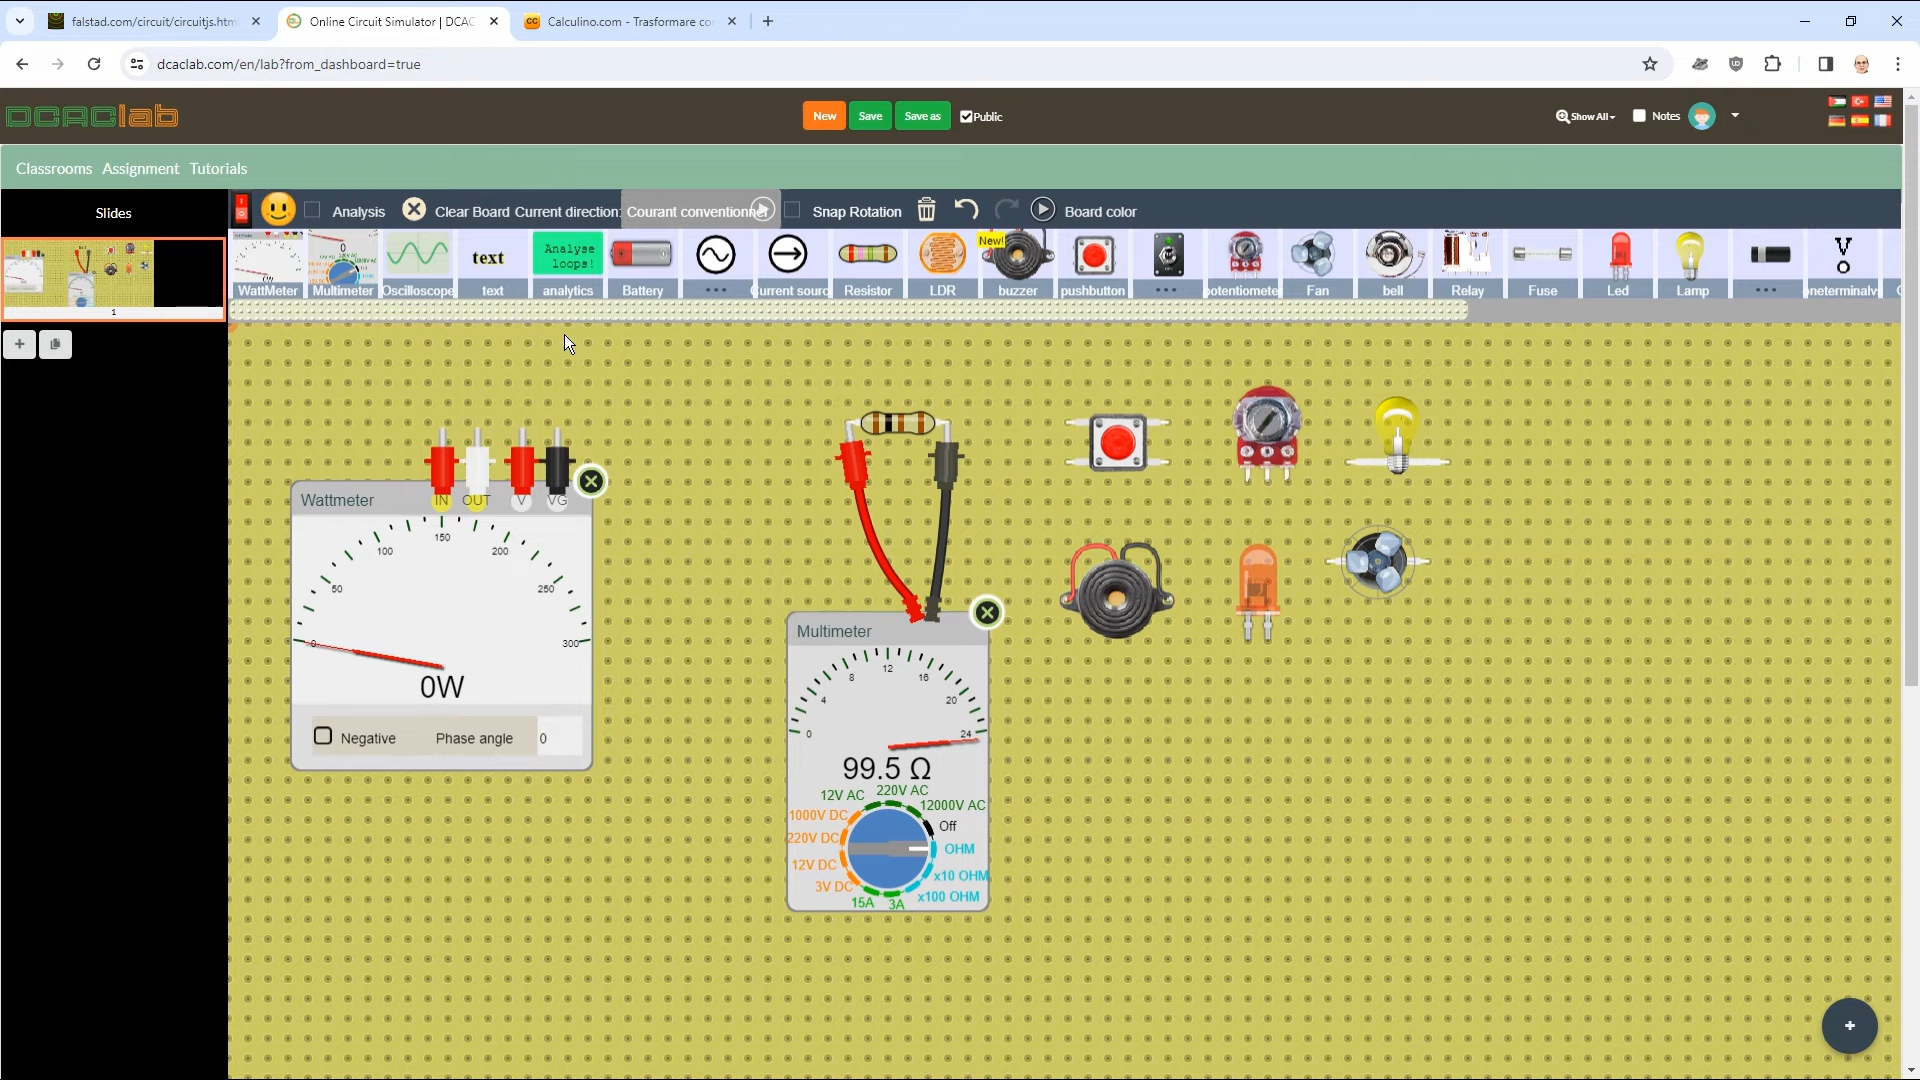 falstad.com/circuit/circuitjs.htm
Online Circuit Simulator | DCAC
Calculino.com - Trasformare co
dcaclab.com/en/lab?from_dashboard=true
DCAClab
New
Save
Save as
Public
Show All
Notes
Classrooms
Assignment
Tutorials
Slides
1
Analysis
Clear Board
Current direction:
Courant conventionnel
Snap Rotation
Board color
text
Analyse
loops!
New!
V
WattMeter
Multimeter
Oscilloscope
text
analytics
Battery
...
Current sourc
Resistor
LDR
buzzer
pushbutton
...
potentiometer
Fan
bell
Relay
Fuse
Led
Lamp
...
oneterminalv
Wattmeter
IN
OUT
V
VG
0
50
100
150
200
250
300
0W
Negative
Phase angle
0
Multimeter
0
4
8
12
16
20
24
99.5 Ω
12V AC
220V AC
12000V AC
1000V DC
Off
220V DC
OHM
12V DC
x10 OHM
3V DC
x100 OHM
15A
3A